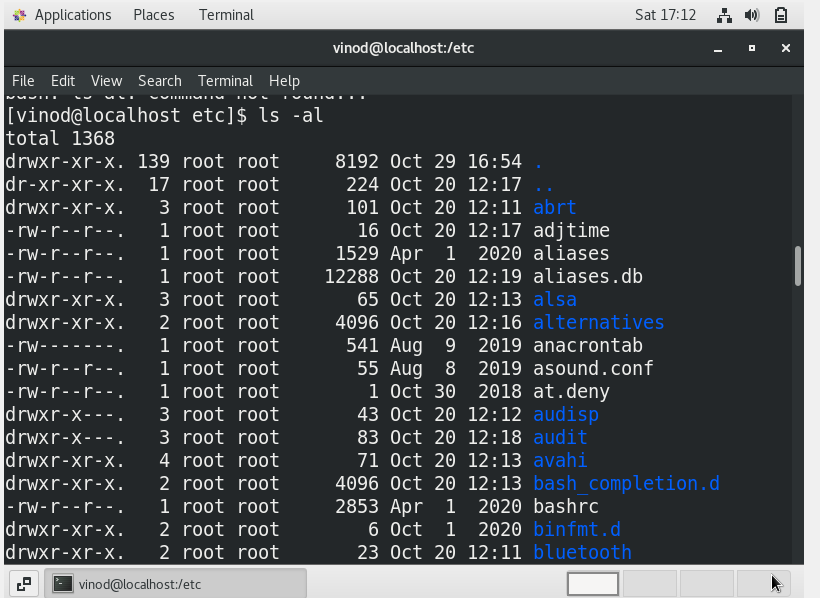 Applications Places Terminal Sat 17:12
vinod@localhost:/etc
File Edit View Search Terminal Help
[vinod@localhost etc]$ ls -al
total 1368
drwxr-xr-x. 139 root root     8192 Oct 29 16:54 .
dr-xr-xr-x.  17 root root      224 Oct 20 12:17 ..
drwxr-xr-x.   3 root root      101 Oct 20 12:11 abrt
-rw-r--r--.   1 root root       16 Oct 20 12:17 adjtime
-rw-r--r--.   1 root root     1529 Apr  1  2020 aliases
-rw-r--r--.   1 root root    12288 Oct 20 12:19 aliases.db
drwxr-xr-x.   3 root root       65 Oct 20 12:13 alsa
drwxr-xr-x.   2 root root     4096 Oct 20 12:16 alternatives
-rw-------.   1 root root      541 Aug  9  2019 anacrontab
-rw-r--r--.   1 root root       55 Aug  8  2019 asound.conf
-rw-r--r--.   1 root root        1 Oct 30  2018 at.deny
drwxr-x---.   3 root root       43 Oct 20 12:12 audisp
drwxr-x---.   3 root root       83 Oct 20 12:18 audit
drwxr-xr-x.   4 root root       71 Oct 20 12:13 avahi
drwxr-xr-x.   2 root root     4096 Oct 20 12:13 bash_completion.d
-rw-r--r--.   1 root root     2853 Apr  1  2020 bashrc
drwxr-xr-x.   2 root root        6 Oct  1  2020 binfmt.d
drwxr-xr-x.   2 root root       23 Oct 20 12:11 bluetooth
vinod@localhost:/etc